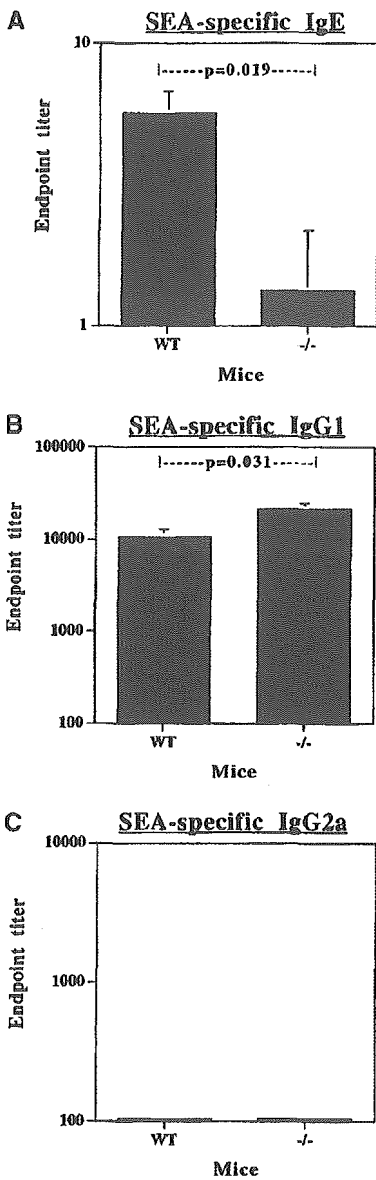 A
SEA-specific IgE
10
|------p=0.019------|
Endpoint titer
1
WT
-/-
Mice
B
SEA-specific IgG1
100000
|------p=0.031------|
10000
Endpoint titer
1000
100
WT
-/-
Mice
C
SEA-specific IgG2a
10000
Endpoint titer
1000
100
WT
-/-
Mice